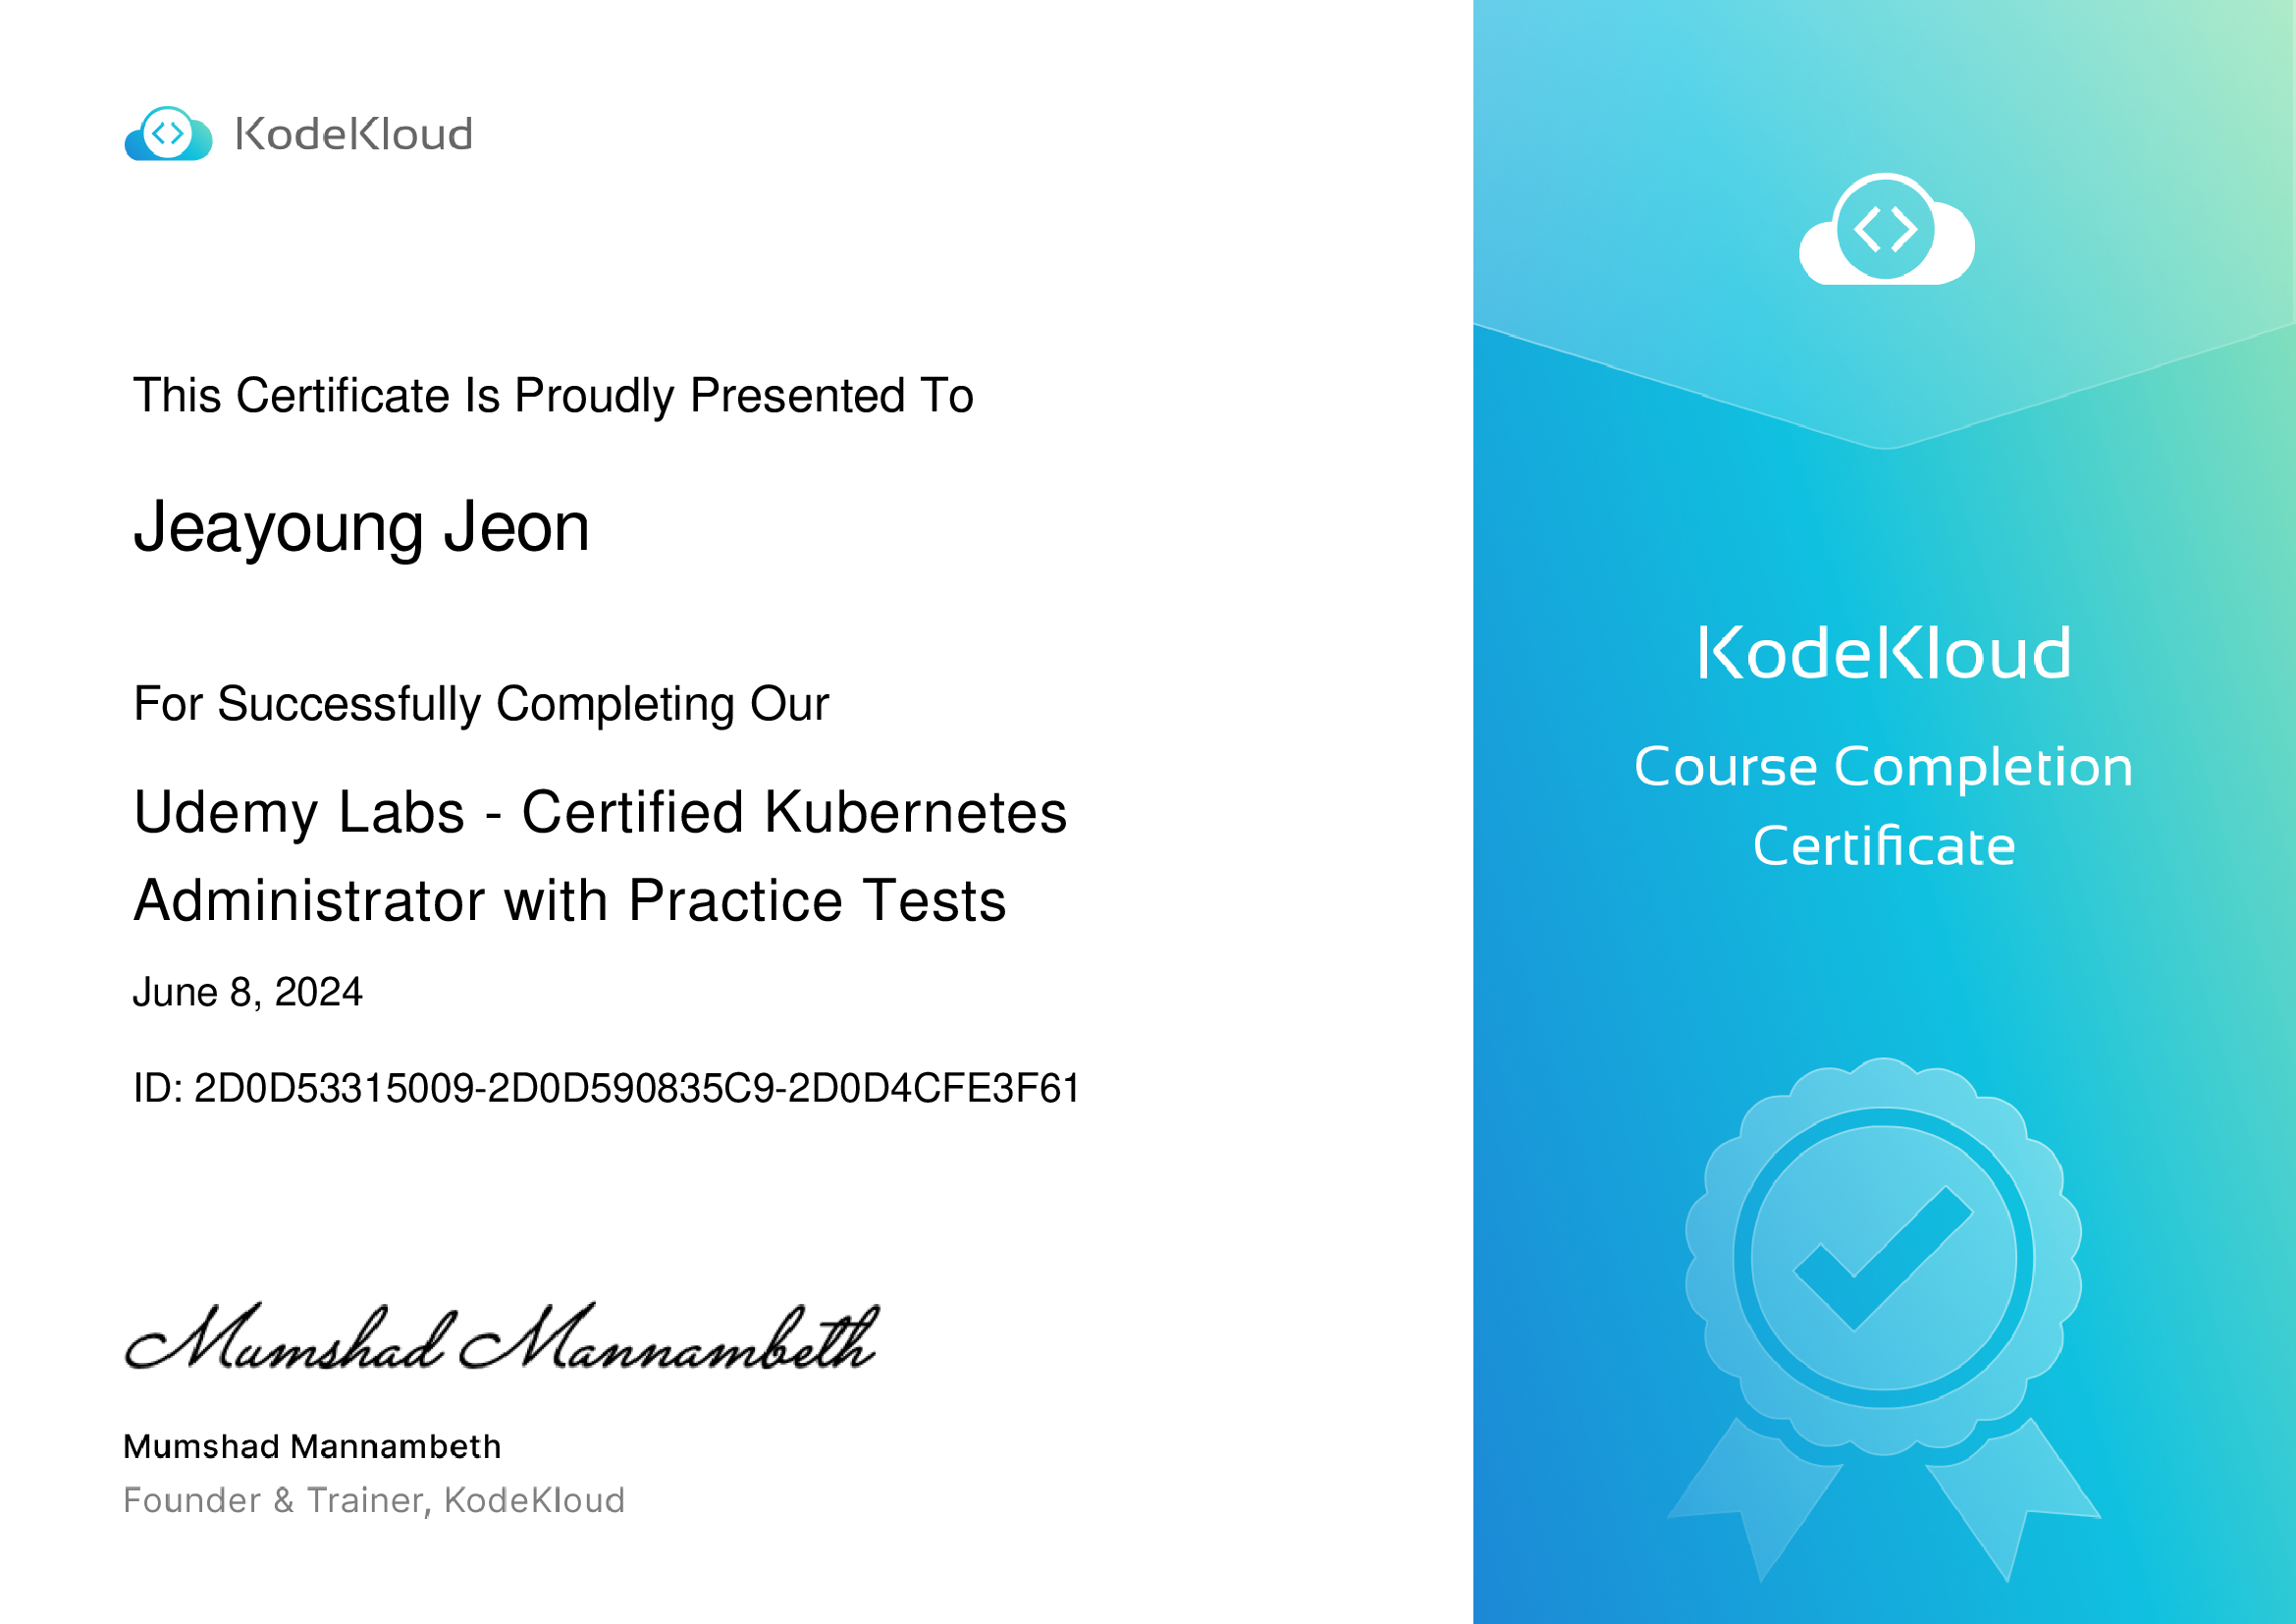 KodeKloud
This Certificate Is Proudly Presented To
Jeayoung Jeon
For Successfully Completing Our
Udemy Labs - Certified Kubernetes
Administrator with Practice Tests
June 8, 2024
ID: 2D0D53315009-2D0D590835C9-2D0D4CFE3F61
Mumshad Mannambeth
Mumshad Mannambeth
Founder & Trainer, KodeKloud
KodeKloud
Course Completion
Certificate